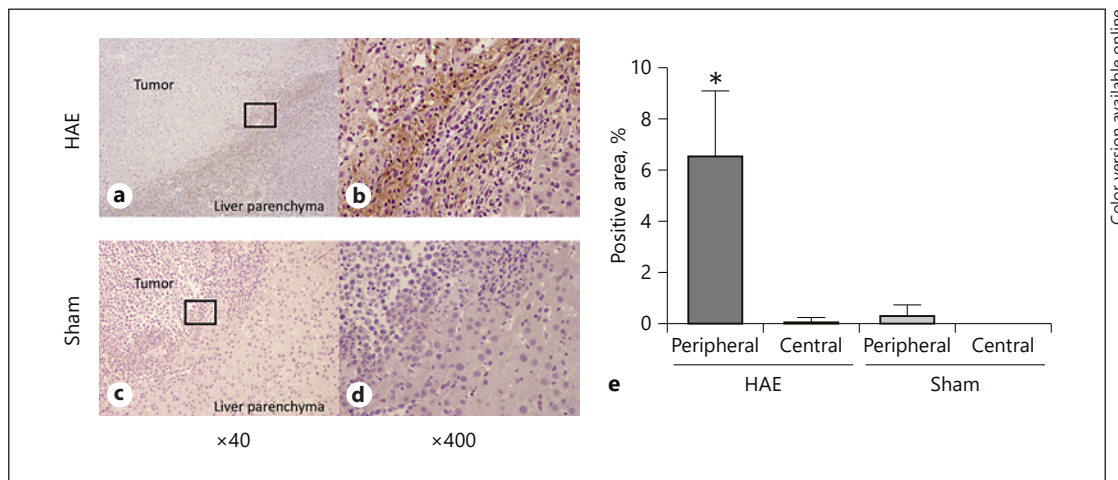 HAE
Tumor
a
Liver parenchyma
b
Sham
Tumor
c
Liver parenchyma
d
×40
×400
10
8
6
4
2
0
Positive area, %
*
Peripheral Central Peripheral Central
HAE Sham
e
Color version available online